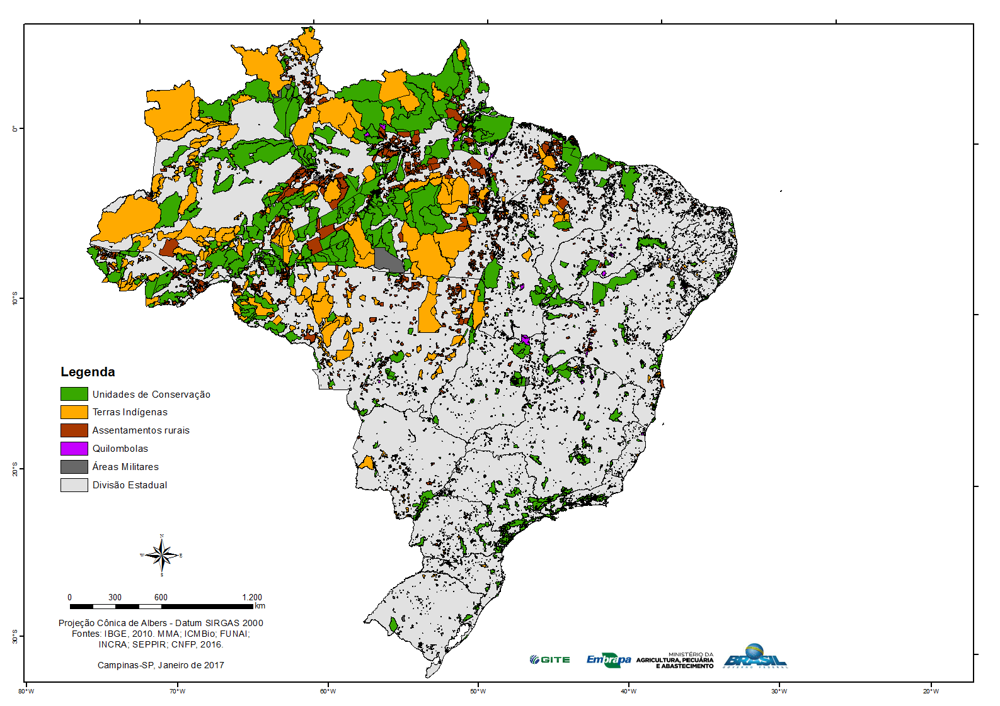 Legenda
Unidades de Conservação
Terras Indígenas
Assentamentos rurais
Quilombolas
Áreas Militares
Divisão Estadual
N
W
E
S
0
300
600
1.200
km
Projeção Cônica de Albers - Datum SIRGAS 2000
Fontes: IBGE, 2010. MMA; ICMBio; FUNAI;
INCRA; SEPPIR; CNFP, 2016.
Campinas-SP, Janeiro de 2017
GITE
Embrapa
MINISTÉRIO DA
AGRICULTURA, PECUÁRIA
E ABASTECIMENTO
BRASIL
GOVERNO FEDERAL
0°
10°S
20°S
30°S
80°W
70°W
60°W
50°W
40°W
30°W
20°W